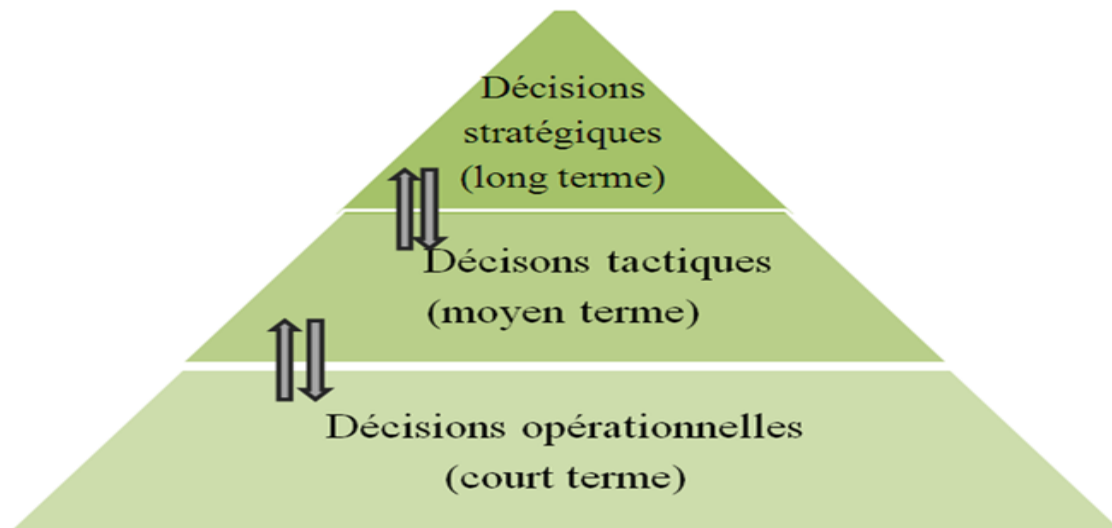 Décisions
stratégiques
(long terme)
Décisons tactiques
(moyen terme)
Décisions opérationnelles
(court terme)